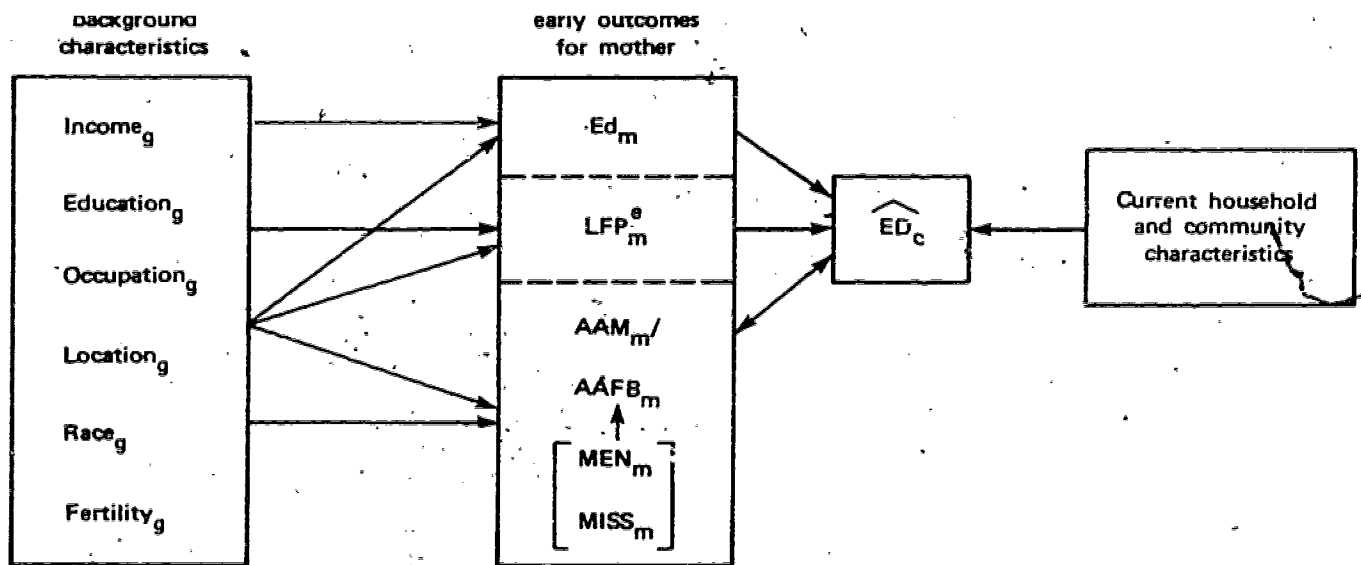 background
characteristics
Income_g
Education_g
Occupation_g
Location_g
Race_g
Fertility_g
early outcomes
for mother
Ed_m
LFP^e_m
AAM_m/
AAFB_m
MEN_m
MISS_m
ED_c
Current household
and community
characteristics